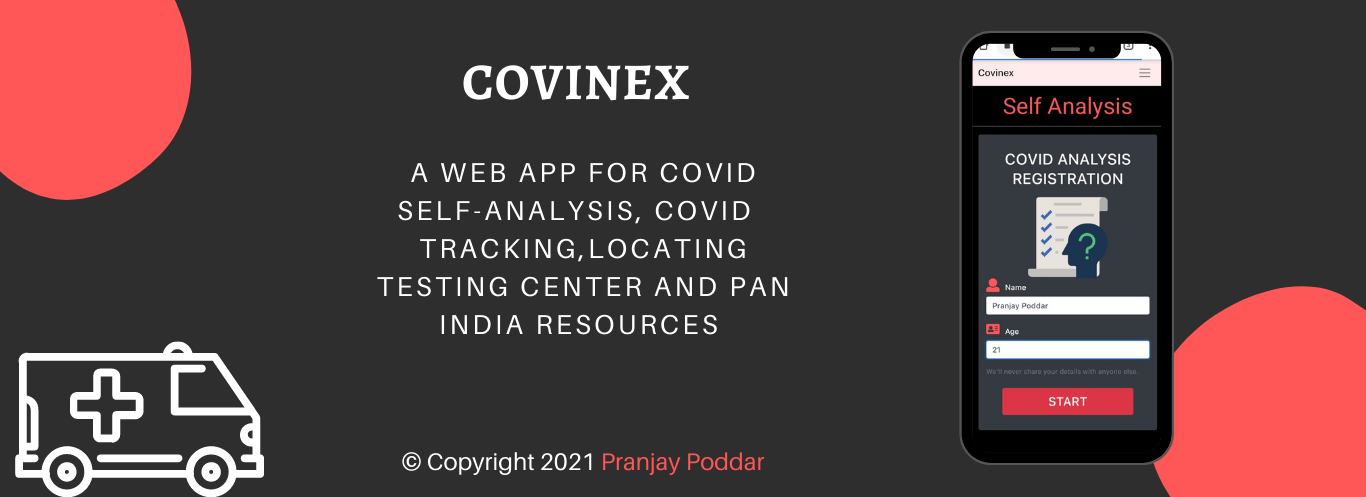 COVINEX
A WEB APP FOR COVID
SELF-ANALYSIS, COVID
TRACKING,LOCATING
TESTING CENTER AND PAN
INDIA RESOURCES
© Copyright 2021 Pranjay Poddar
Covinex
Self Analysis
COVID ANALYSIS
REGISTRATION
?
Name
Pranjay Poddar
Age
21
We'll never share your details with anyone else.
START